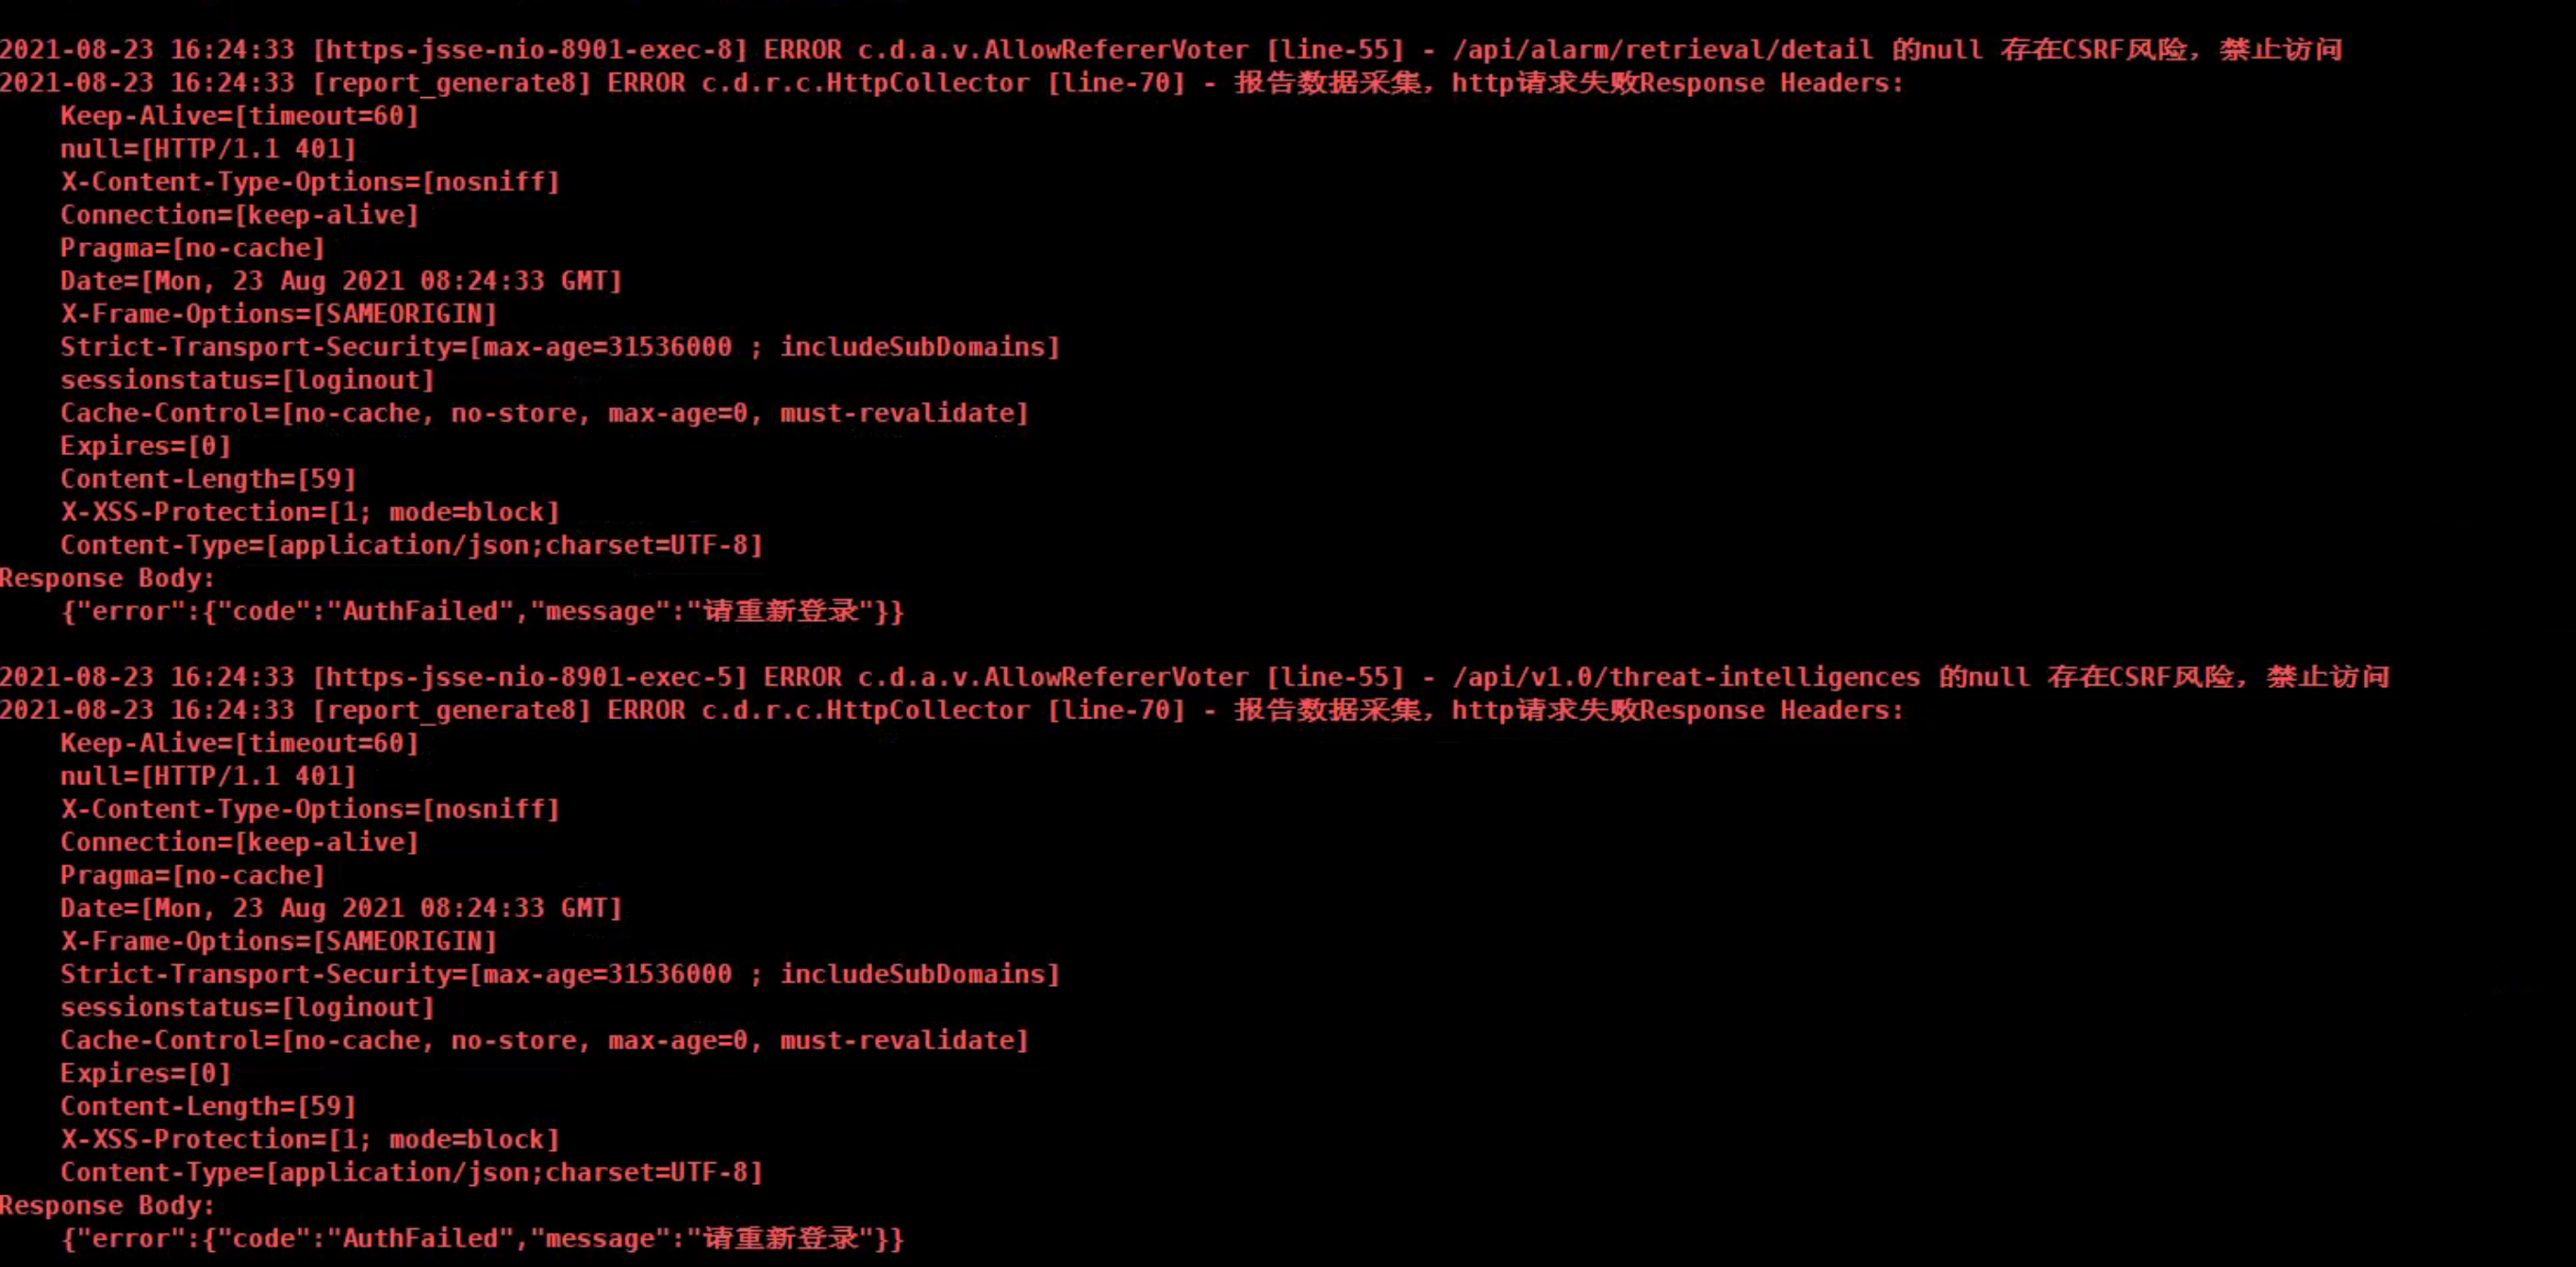 2021-08-23 16:24:33 [https-jsse-nio-8901-exec-8] ERROR c.d.a.v.AllowRefererVoter [line-55] - /api/alarm/retrieval/detail 的null 存在CSRF风险，禁止访问
2021-08-23 16:24:33 [report_generate8] ERROR c.d.r.c.HttpCollector [line-70] - 报告数据采集，http请求失败Response Headers:
    Keep-Alive=[timeout=60]
    null=[HTTP/1.1 401]
    X-Content-Type-Options=[nosniff]
    Connection=[keep-alive]
    Pragma=[no-cache]
    Date=[Mon, 23 Aug 2021 08:24:33 GMT]
    X-Frame-Options=[SAMEORIGIN]
    Strict-Transport-Security=[max-age=31536000 ; includeSubDomains]
    sessionstatus=[loginout]
    Cache-Control=[no-cache, no-store, max-age=0, must-revalidate]
    Expires=[0]
    Content-Length=[59]
    X-XSS-Protection=[1; mode=block]
    Content-Type=[application/json;charset=UTF-8]
Response Body:
    {"error":{"code":"AuthFailed","message":"请重新登录"}}
2021-08-23 16:24:33 [https-jsse-nio-8901-exec-5] ERROR c.d.a.v.AllowRefererVoter [line-55] - /api/v1.0/threat-intelligences 的null 存在CSRF风险，禁止访问
2021-08-23 16:24:33 [report_generate8] ERROR c.d.r.c.HttpCollector [line-70] - 报告数据采集，http请求失败Response Headers:
    Keep-Alive=[timeout=60]
    null=[HTTP/1.1 401]
    X-Content-Type-Options=[nosniff]
    Connection=[keep-alive]
    Pragma=[no-cache]
    Date=[Mon, 23 Aug 2021 08:24:33 GMT]
    X-Frame-Options=[SAMEORIGIN]
    Strict-Transport-Security=[max-age=31536000 ; includeSubDomains]
    sessionstatus=[loginout]
    Cache-Control=[no-cache, no-store, max-age=0, must-revalidate]
    Expires=[0]
    Content-Length=[59]
    X-XSS-Protection=[1; mode=block]
    Content-Type=[application/json;charset=UTF-8]
Response Body:
    {"error":{"code":"AuthFailed","message":"请重新登录"}}